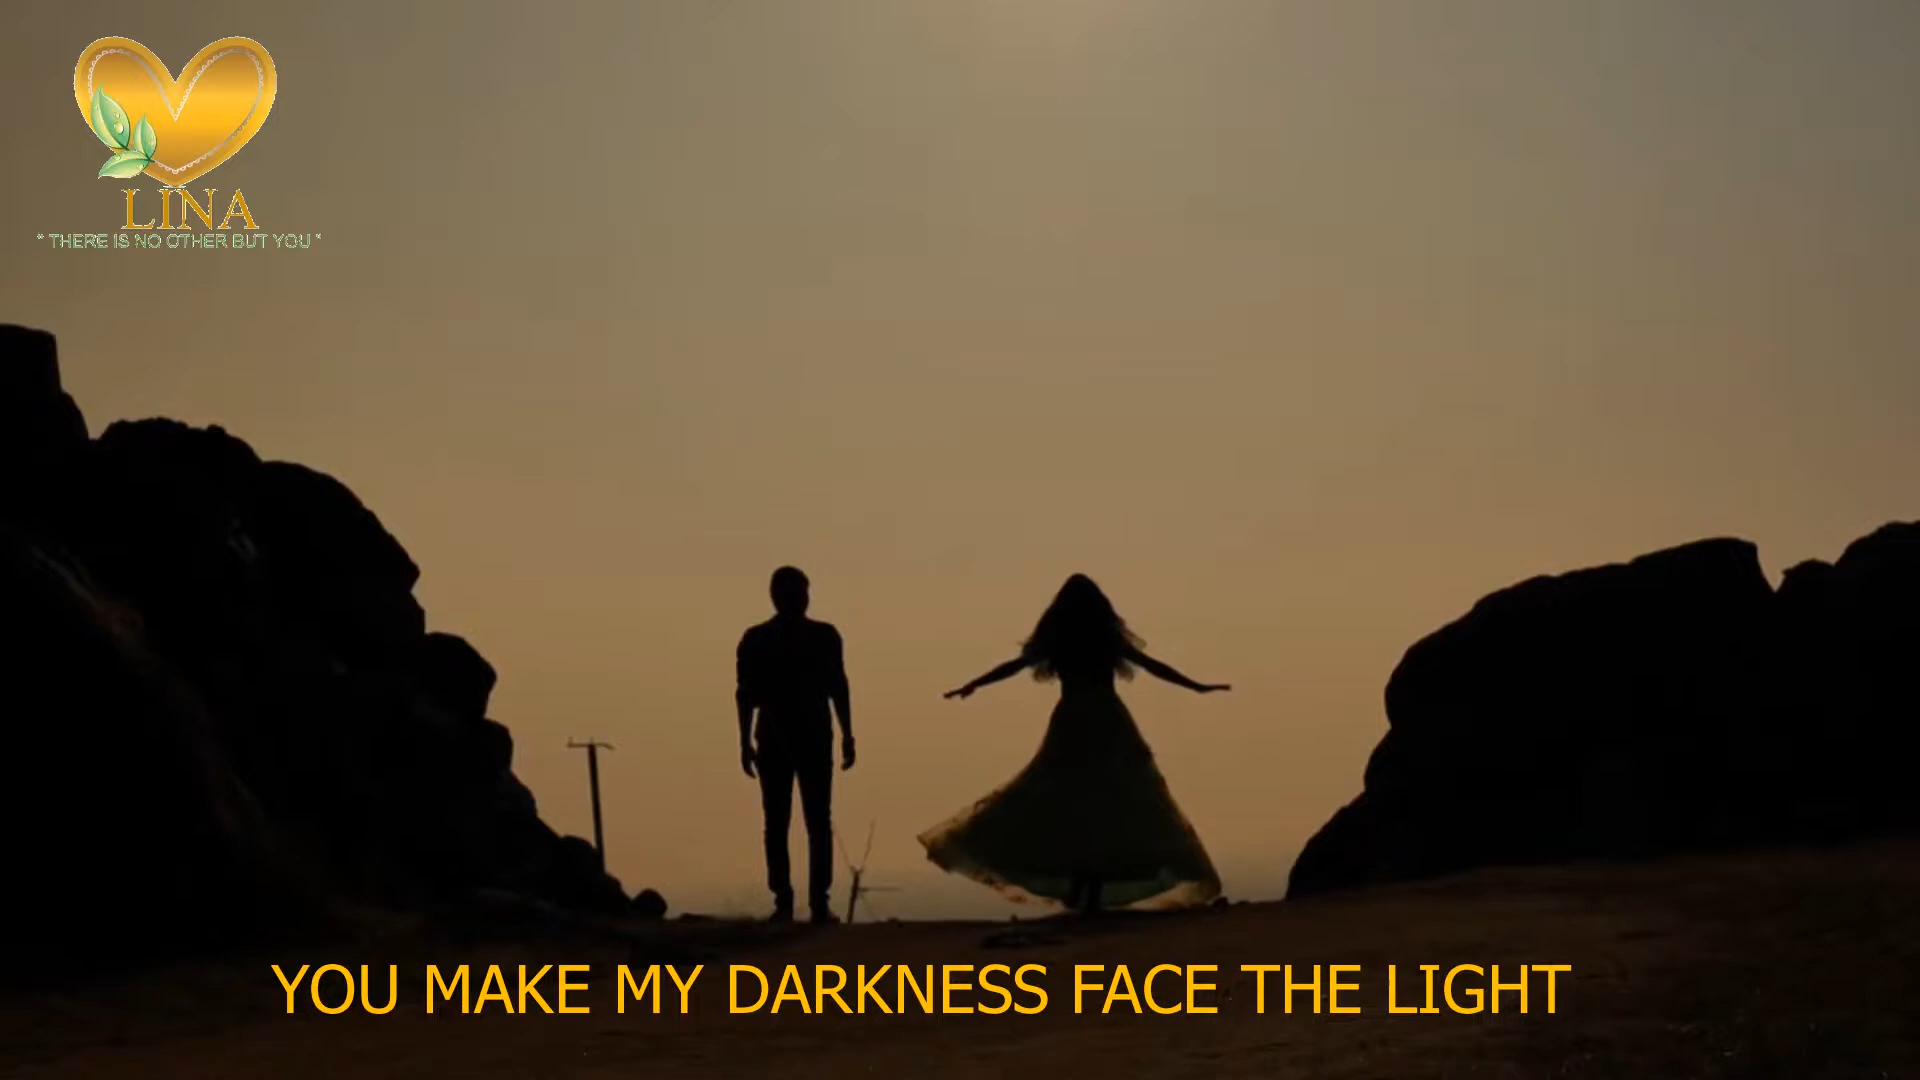 LINA
" THERE IS NO OTHER BUT YOU "
YOU MAKE MY DARKNESS FACE THE LIGHT